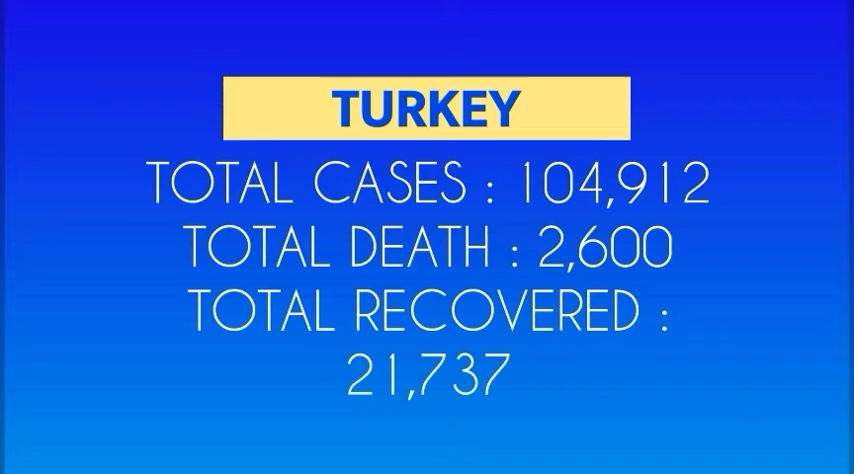 TURKEY
TOTAL CASES : 104,912
TOTAL DEATH : 2,600
TOTAL RECOVERED :
21,737